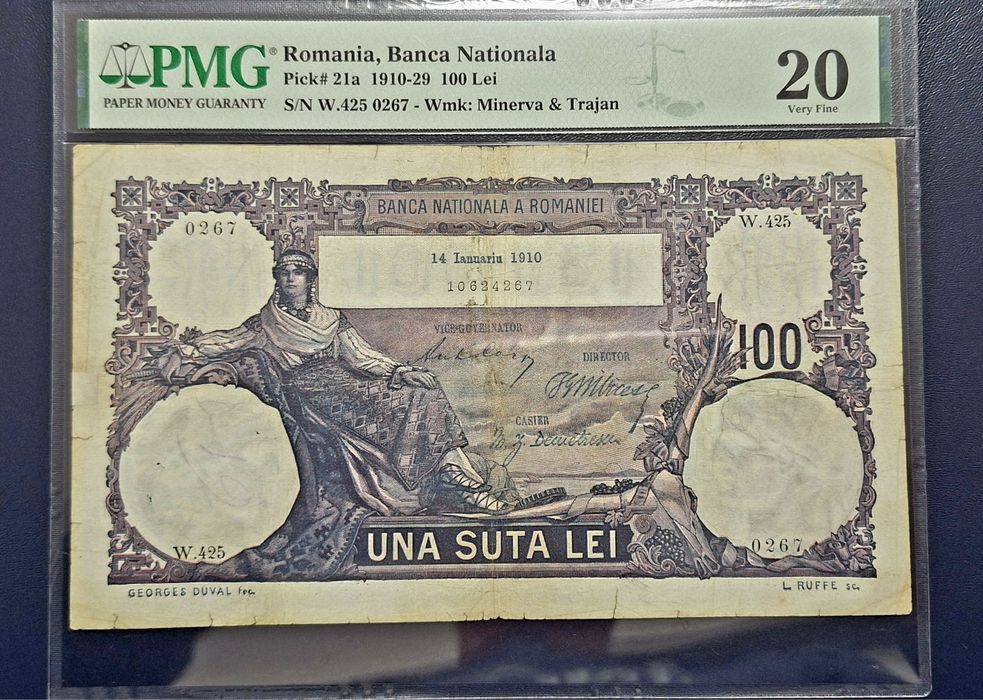 PMG®
PAPER MONEY GUARANTY
Romania, Banca Nationala
Pick# 21a 1910-29 100 Lei
S/N W.425 0267 - Wmk: Minerva & Trajan
20
Very Fine
BANCA NATIONALA A ROMANIEI
0267
W.425
14 Ianuariu 1910
10624267
VICE-GUVERNATOR
100
DIRECTOR
CASIER
W.425
0267
UNA SUTA LEI
GEORGES DUVAL fec.
L. RUFFE sc.